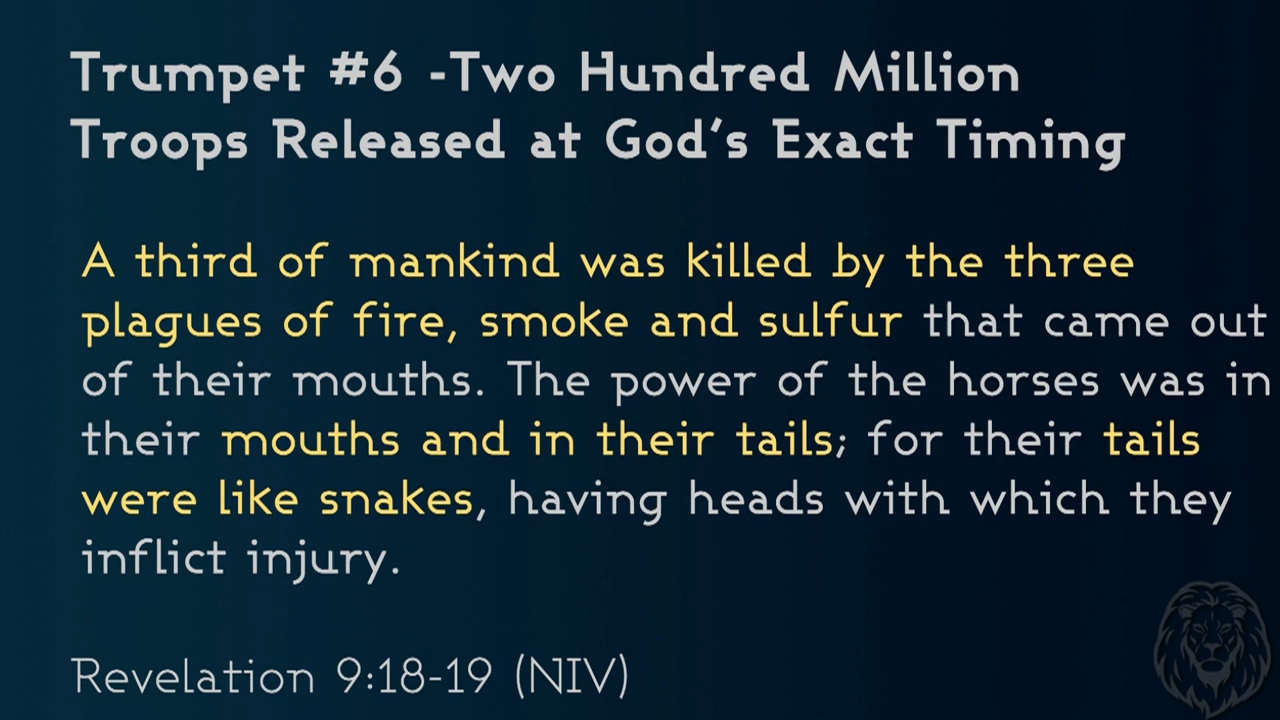 Trumpet #6 -Two Hundred Million
Troops Released at God's Exact Timing
A third of mankind was killed by the three
plagues of fire, smoke and sulfur that came out
of their mouths. The power of the horses was in
their mouths and in their tails; for their tails
were like snakes, having heads with which they
inflict injury.
Revelation 9:18-19 (NIV)